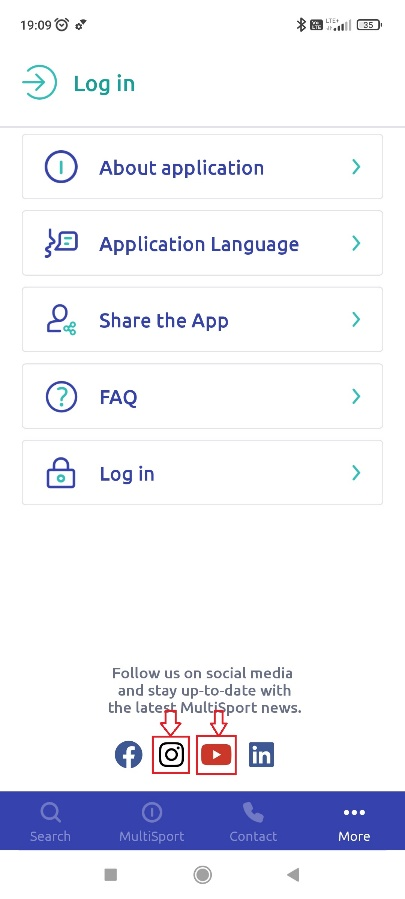 19:09
LTE+
35
Log in
About application
Application Language
Share the App
FAQ
Log in
Follow us on social media
and stay up-to-date with
the latest MultiSport news.
Search
MultiSport
Contact
More